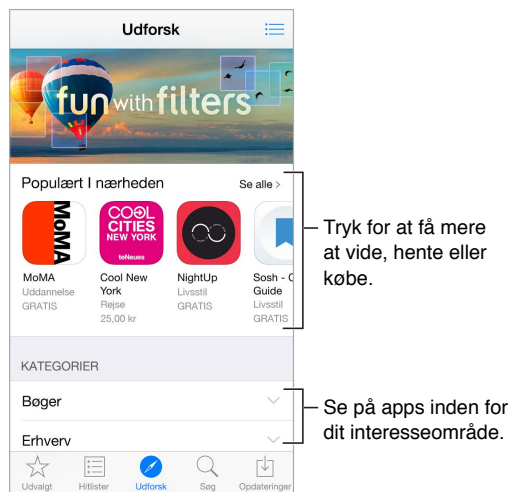 Udforsk
fun with filters
Populært I nærheden
Se alle >
MoMA
COOL
CITIES
NEW YORK
teNeues
MoMA
Uddannelse
GRATIS
Cool New
York
Rejse
25,00 kr
NightUp
Livsstil
GRATIS
Sosh - C
Guide
Livsstil
GRATIS
Tryk for at få mere
at vide, hente eller
købe.
KATEGORIER
Bøger
Erhverv
Se på apps inden for
dit interesseområde.
Udvalgt
Hitlister
Udforsk
Søg
Opdateringer